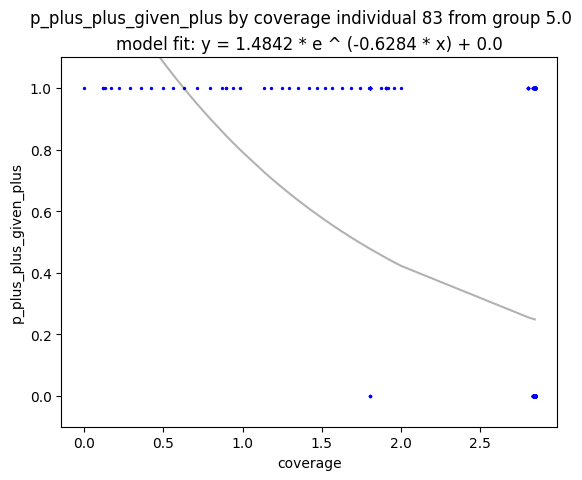 p_plus_plus_given_plus by coverage individual 83 from group 5.0
model fit: y = 1.4842 * e ^ (-0.6284 * x) + 0.0
1.0
0.8
0.6
0.4
0.2
0.0
p_plus_plus_given_plus
0.0 0.5 1.0 1.5 2.0 2.5
coverage